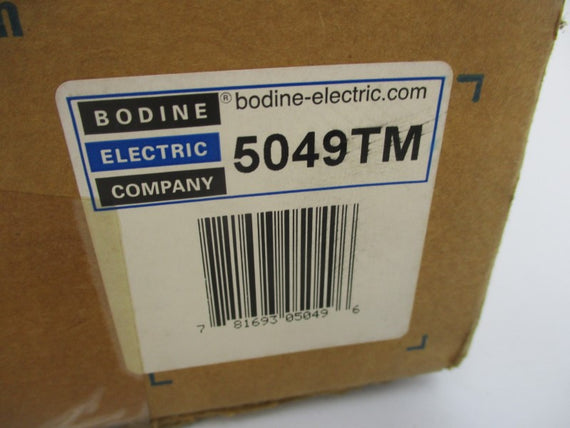 BODINE ® bodine-electric.com
ELECTRIC 5049TM
COMPANY
7 81693 05049 6